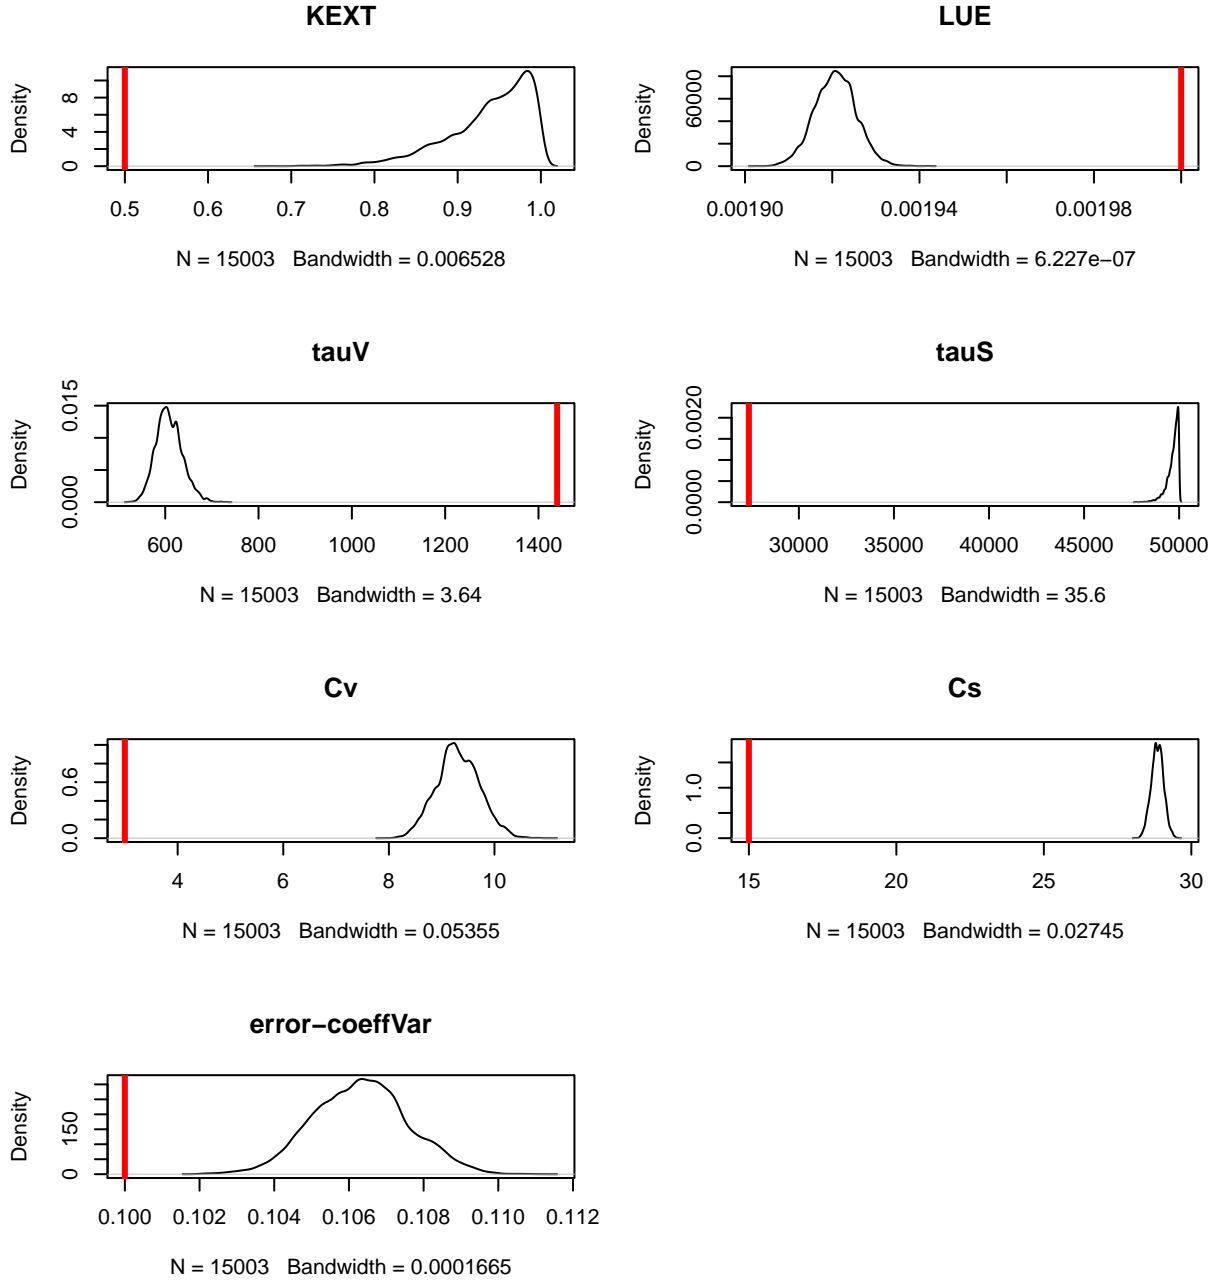 KEXT
Density
0 4 8
0.5 0.6 0.7 0.8 0.9 1.0
N = 15003 Bandwidth = 0.006528
LUE
Density
0 60000
0.00190 0.00194 0.00198
N = 15003 Bandwidth = 6.227e−07
tauV
Density
0.000 0.015
600 800 1000 1200 1400
N = 15003 Bandwidth = 3.64
tauS
Density
0.0000 0.0020
30000 35000 40000 45000 50000
N = 15003 Bandwidth = 35.6
Cv
Density
0.0 0.6
4 6 8 10
N = 15003 Bandwidth = 0.05355
Cs
Density
0.0 1.0
15 20 25 30
N = 15003 Bandwidth = 0.02745
error−coeffVar
Density
0 150
0.100 0.102 0.104 0.106 0.108 0.110 0.112
N = 15003 Bandwidth = 0.0001665